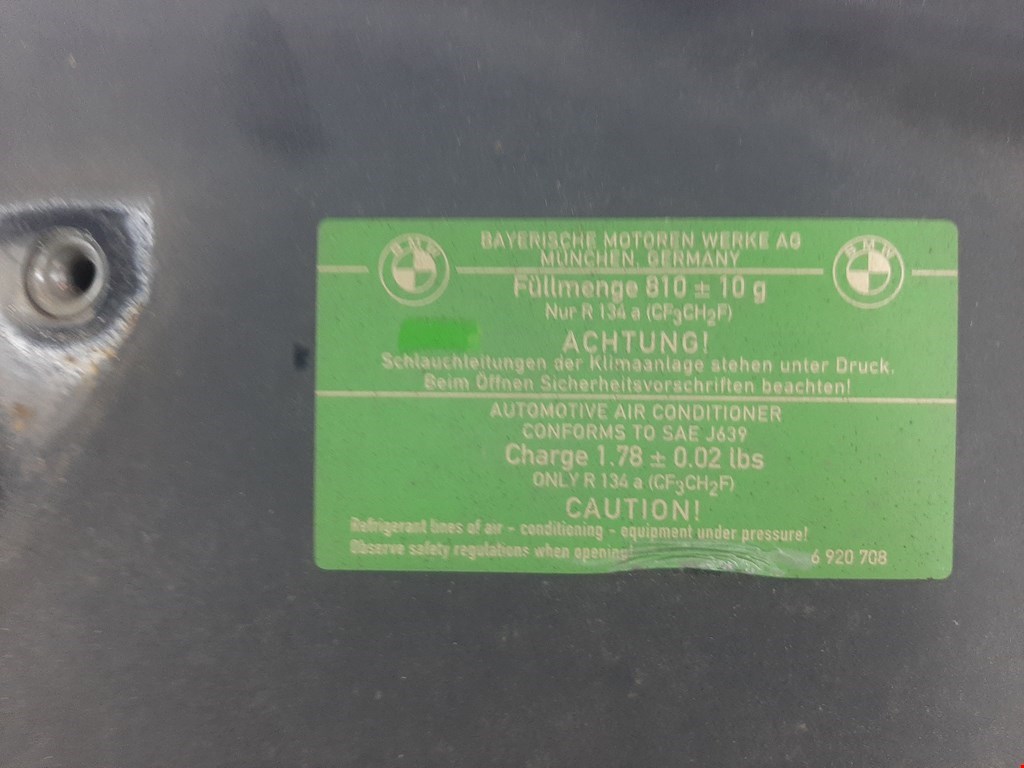 BAYERISCHE MOTOREN WERKE AG
MÜNCHEN, GERMANY
BMW
BMW
Füllmenge 810 ± 10 g
Nur R 134 a (CF₃CH₂F)
ACHTUNG!
Schlauchleitungen der Klimaanlage stehen unter Druck.
Beim Öffnen Sicherheitsvorschriften beachten!
AUTOMOTIVE AIR CONDITIONER
CONFORMS TO SAE J639
Charge 1.78 ± 0.02 lbs
ONLY R 134 a (CF₃CH₂F)
CAUTION!
Refrigerant lines of air - conditioning - equipment under pressure!
Observe safety regulations when opening!
6 920 708